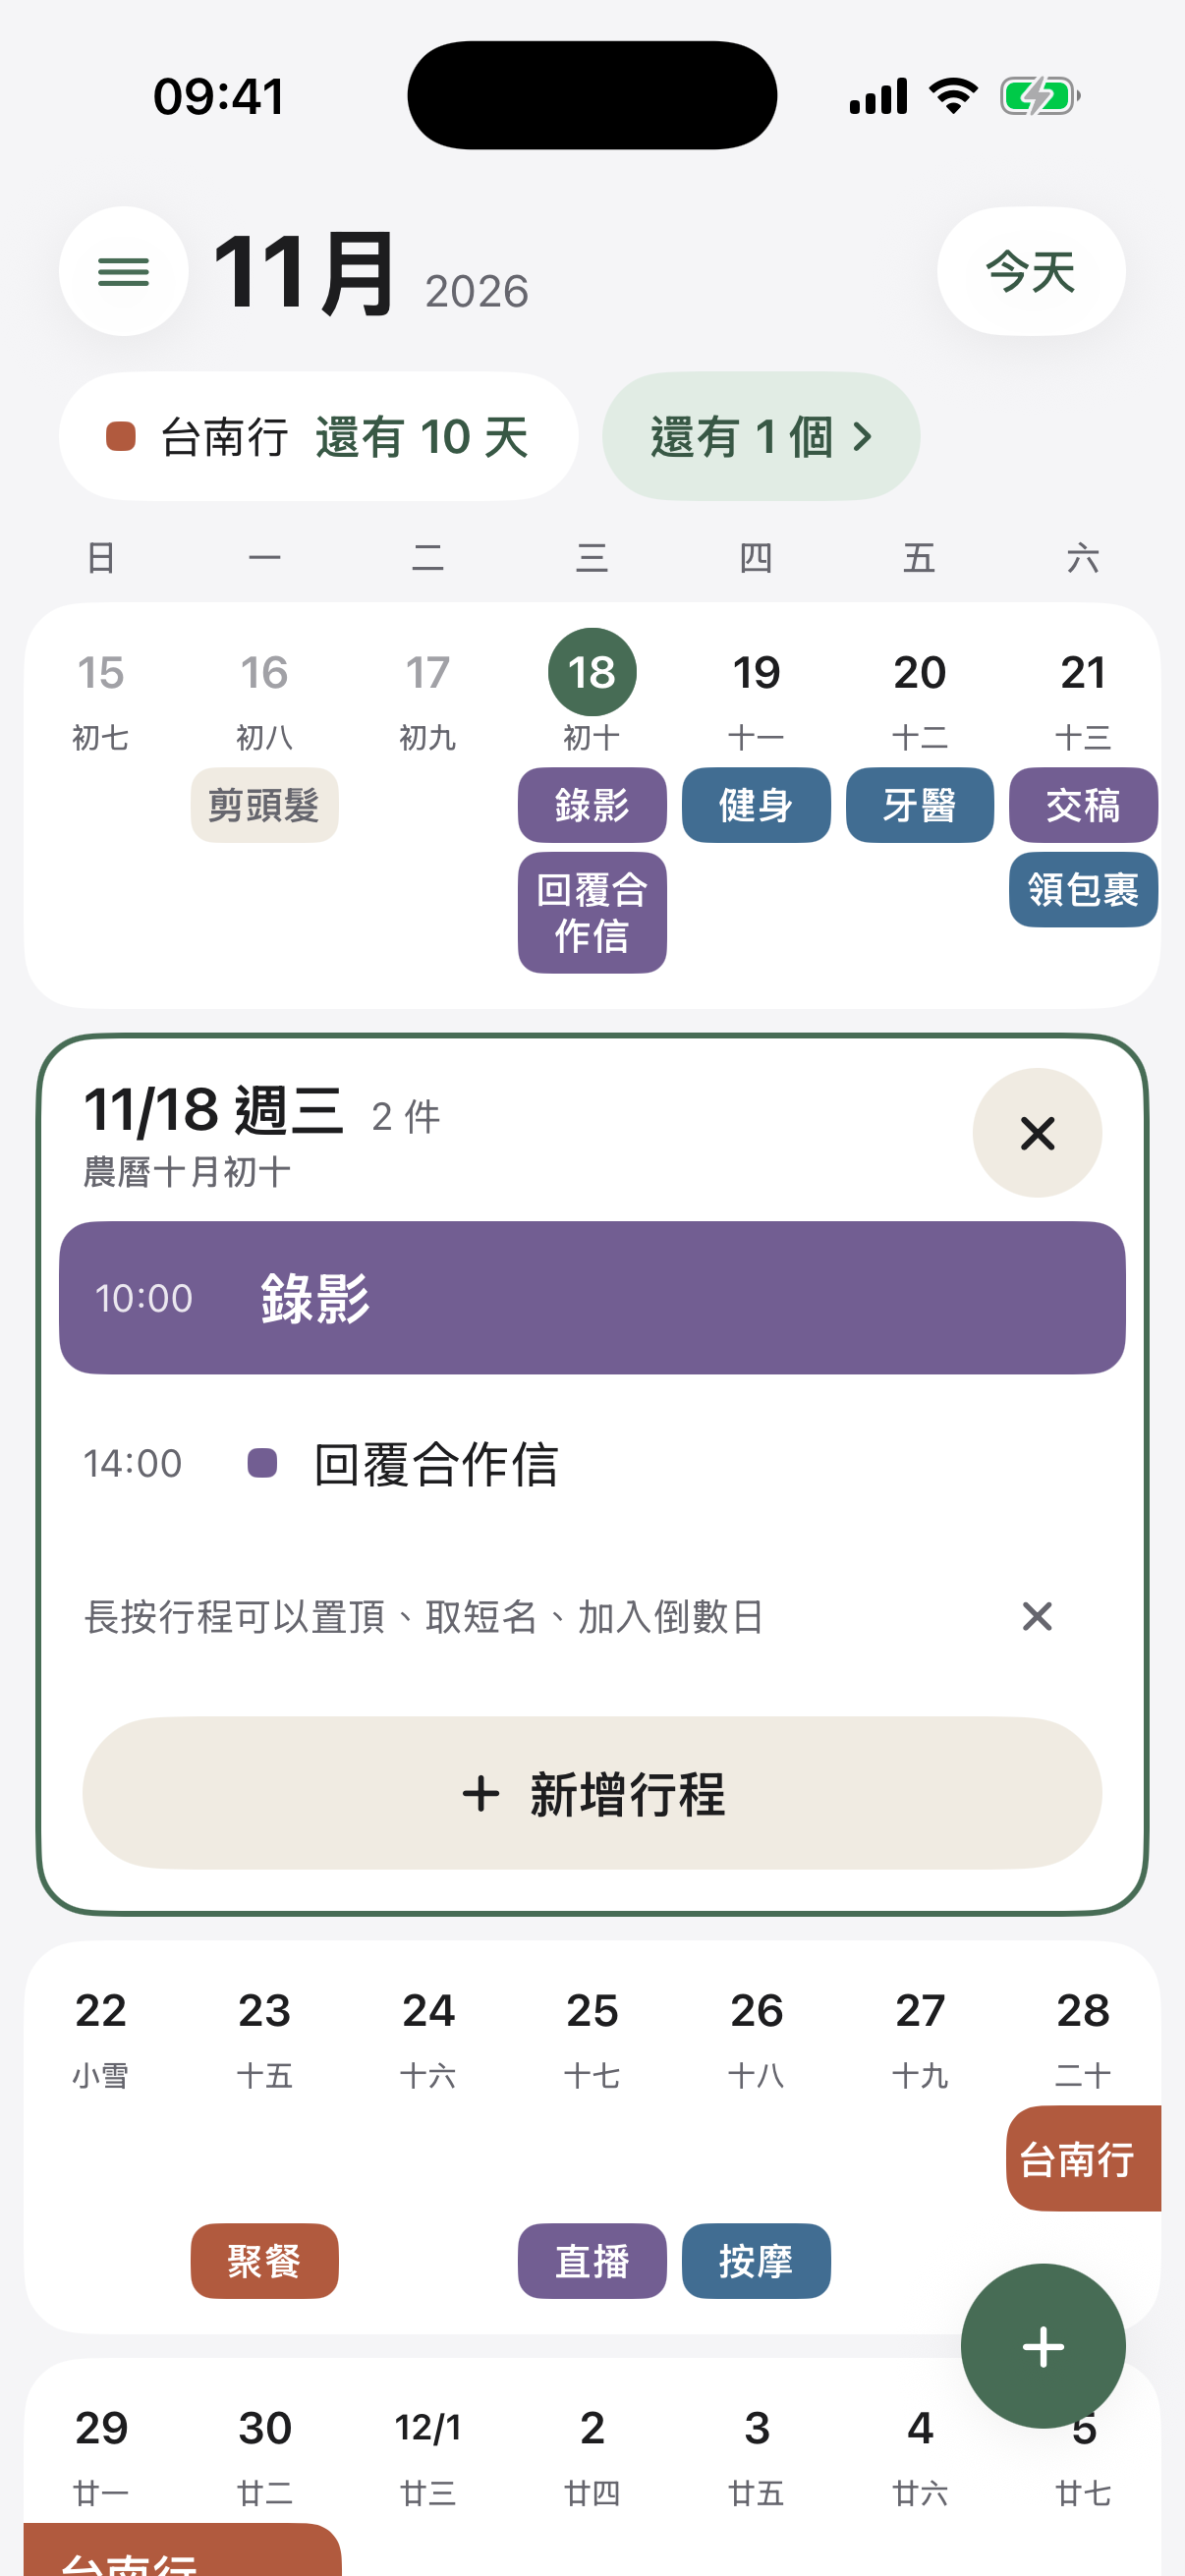 09:41
11月 2026
今天
台南行 還有 10 天
還有 1 個
日 一 二 三 四 五 六
15 16 17 18 19 20 21
初七 初八 初九 初十 十一 十二 十三
剪頭髮 錄影 健身 牙醫 交稿
回覆合作信 領包裹
11/18 週三 2 件
農曆十月初十
10:00 錄影
14:00 回覆合作信
長按行程可以置頂、取短名、加入倒數日
新增行程
22 23 24 25 26 27 28
小雪 十五 十六 十七 十八 十九 二十
台南行
聚餐 直播 按摩
29 30 12/1 2 3 4 5
廿一 廿二 廿三 廿四 廿五 廿六 廿七
台南行